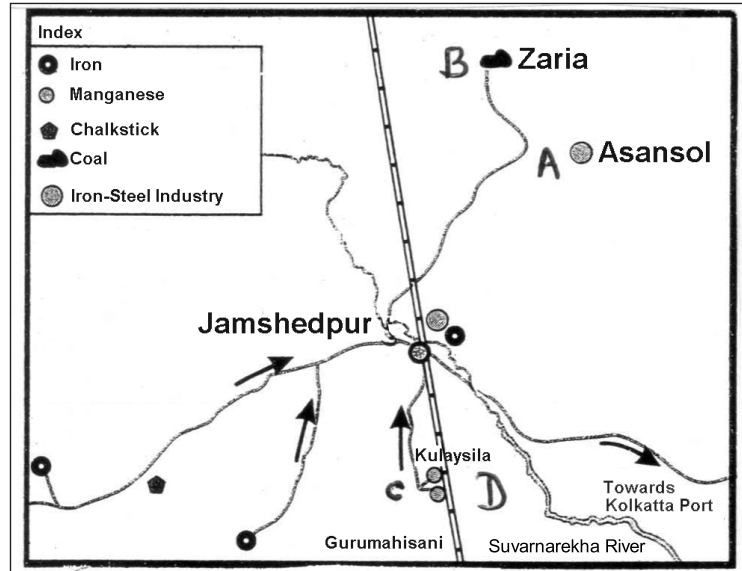 Index
Iron
Manganese
Chalkstick
Coal
Iron-Steel Industry
B Zaria
A Asansol
Jamshedpur
Kulaysila
C D
Towards
Kolkatta Port
Gurumahisani
Suvarnarekha River